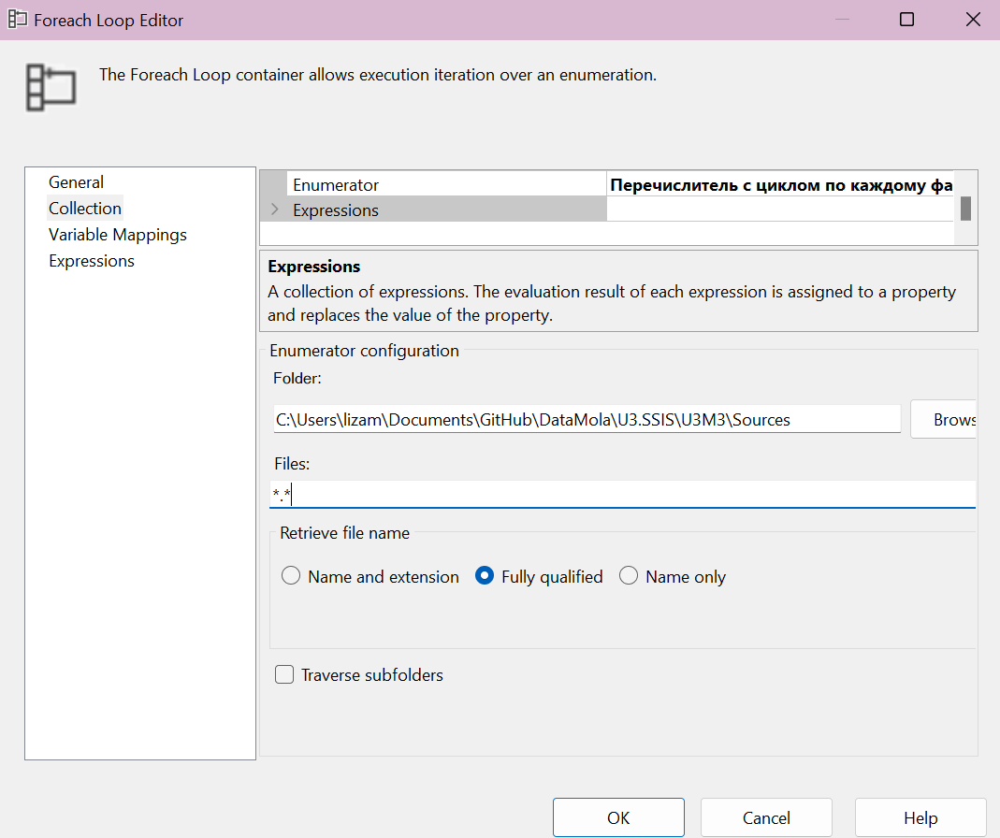 Foreach Loop Editor
The Foreach Loop container allows execution iteration over an enumeration.
General
Collection
Variable Mappings
Expressions
Enumerator Перечислитель с циклом по каждому фа
Expressions
Expressions
A collection of expressions. The evaluation result of each expression is assigned to a property
and replaces the value of the property.
Enumerator configuration
Folder:
C:\Users\lizam\Documents\GitHub\DataMola\U3.SSIS\U3M3\Sources
Brows
Files:
*.*
Retrieve file name
Name and extension Fully qualified Name only
Traverse subfolders
OK Cancel Help